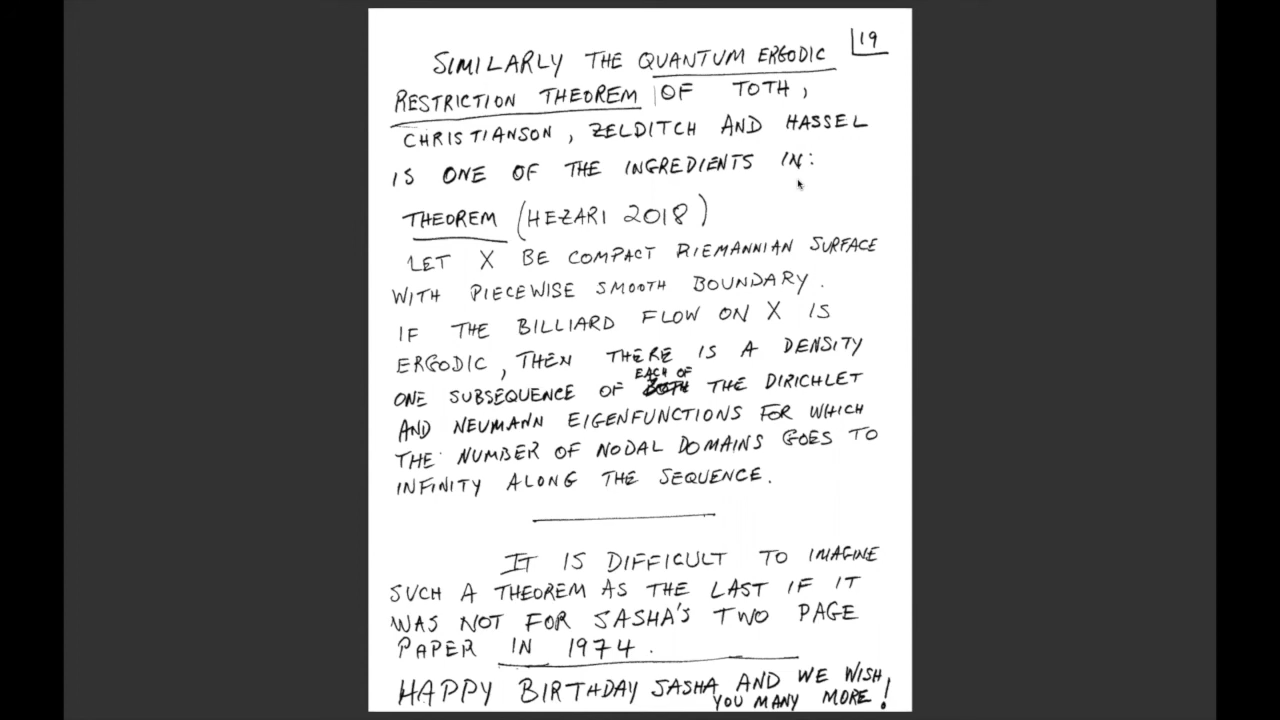 19
SIMILARLY THE QUANTUM ERGODIC
RESTRICTION THEOREM OF TOTH,
CHRISTIANSON, ZELDITCH AND HASSEL
IS ONE OF THE INGREDIENTS IN:
THEOREM (HEZARI 2018)
LET X BE COMPACT RIEMANNIAN SURFACE
WITH PIECEWISE SMOOTH BOUNDARY.
IF THE BILLIARD FLOW ON X IS
ERGODIC, THEN THERE IS A DENSITY
ONE SUBSEQUENCE OF EACH OF THE DIRICHLET
AND NEUMANN EIGENFUNCTIONS FOR WHICH
THE NUMBER OF NODAL DOMAINS GOES TO
INFINITY ALONG THE SEQUENCE.
IT IS DIFFICULT TO IMAGINE
SUCH A THEOREM AS THE LAST IF IT
WAS NOT FOR SASHA'S TWO PAGE
PAPER IN 1974.
HAPPY BIRTHDAY SASHA AND WE WISH
YOU MANY MORE!